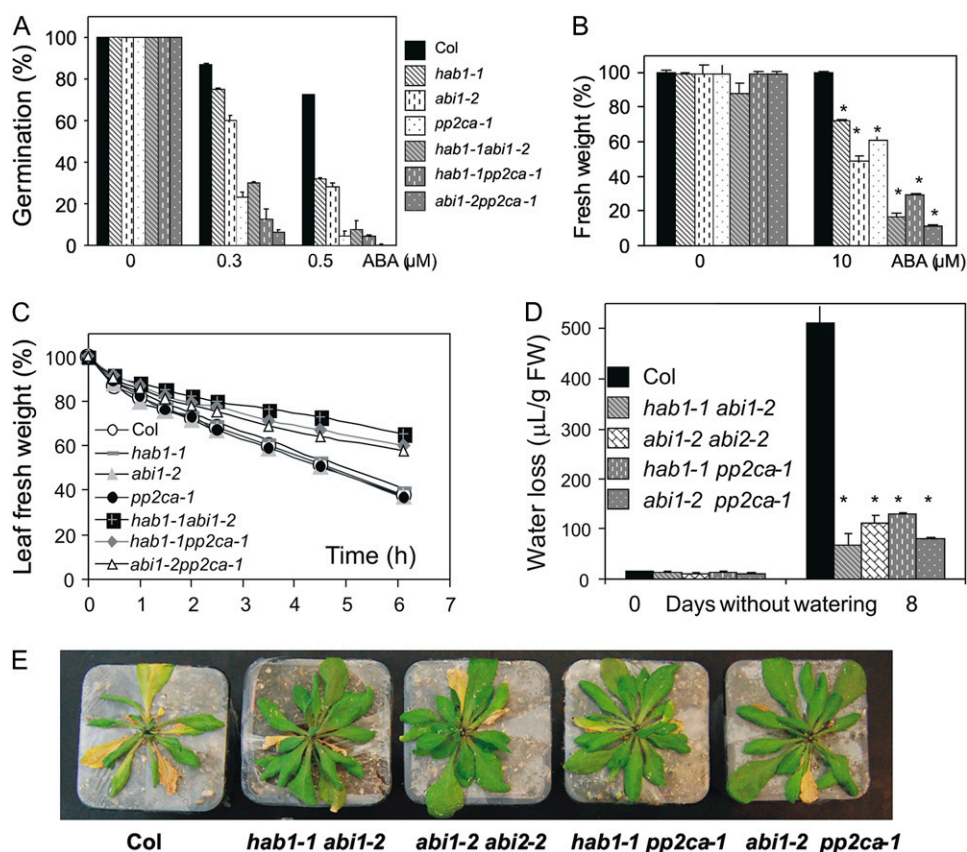 A
Germination (%)
100
80
60
40
20
0
0
0.3
0.5
ABA (µM)
Col
hab1-1
abi1-2
pp2ca-1
hab1-1abi1-2
hab1-1pp2ca-1
abi1-2pp2ca-1
B
Fresh weight (%)
100
80
60
40
20
0
* * *
* * *
0
10
ABA (µM)
C
Leaf fresh weight (%)
100
80
60
40
20
0
Col
hab1-1
abi1-2
pp2ca-1
hab1-1abi1-2
hab1-1pp2ca-1
abi1-2pp2ca-1
Time (h)
0 1 2 3 4 5 6 7
D
Water loss (µL/g FW)
500
400
300
200
100
0
Col
hab1-1 abi1-2
abi1-2 abi2-2
hab1-1 pp2ca-1
abi1-2 pp2ca-1
* * * *
0 Days without watering 8
E
Col hab1-1 abi1-2 abi1-2 abi2-2 hab1-1 pp2ca-1 abi1-2 pp2ca-1